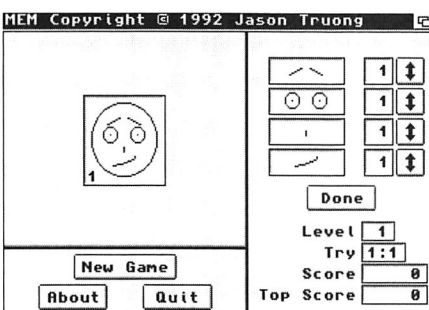 MEM Copyright © 1992 Jason Truong
1
1
1
1
1
Done
Level 1
Try 1:1
Score 0
Top Score 0
New Game
About Quit